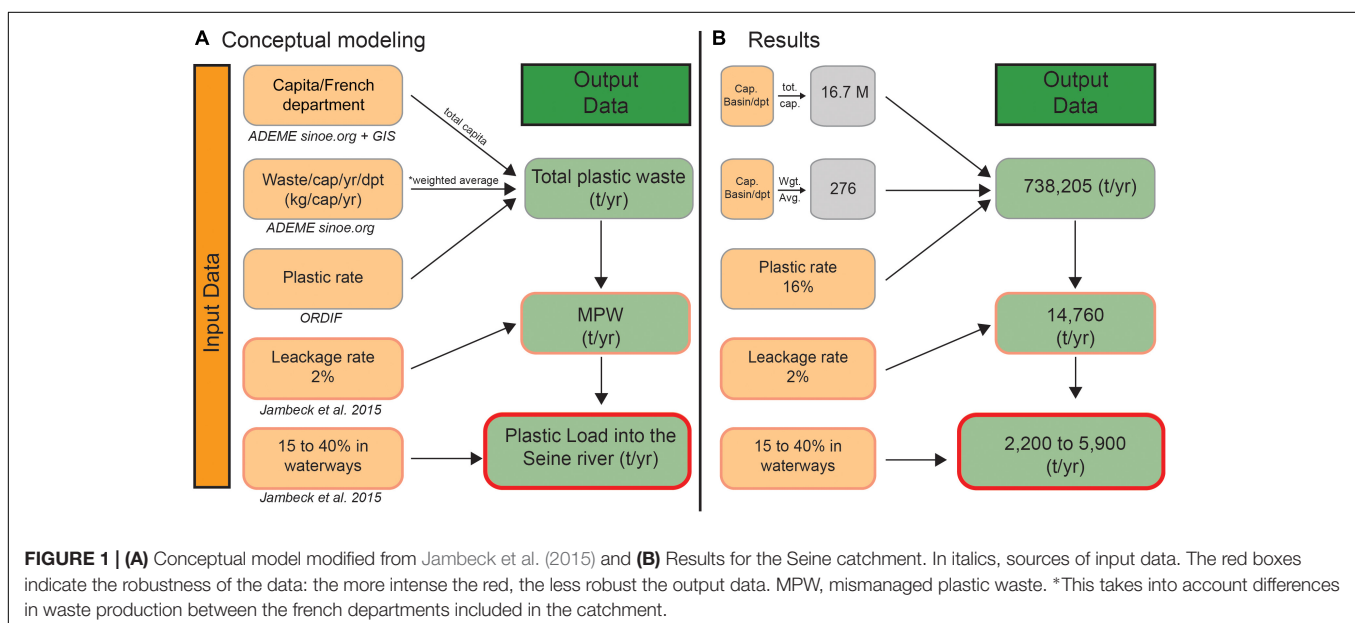 A Conceptual modeling
Input Data
Capita/French
department
ADEME sinoe.org + GIS
Waste/cap/yr/dpt
(kg/cap/yr)
ADEME sinoe.org
Plastic rate
ORDIF
Leackage rate
2%
Jambeck et al. 2015
15 to 40% in
waterways
Jambeck et al. 2015
total capita
*weighted average
Output
Data
Total plastic waste
(t/yr)
MPW
(t/yr)
Plastic Load into the
Seine river (t/yr)
B Results
Cap.
Basin/dpt
tot.
cap.
16.7 M
Cap.
Basin/dpt
Wgt.
Avg.
276
Plastic rate
16%
Leackage rate
2%
15 to 40% in
waterways
Output
Data
738,205 (t/yr)
14,760
(t/yr)
2,200 to 5,900
(t/yr)
FIGURE 1 | (A) Conceptual model modified from Jambeck et al. (2015) and (B) Results for the Seine catchment. In italics, sources of input data. The red boxes
indicate the robustness of the data: the more intense the red, the less robust the output data. MPW, mismanaged plastic waste. *This takes into account differences
in waste production between the french departments included in the catchment.